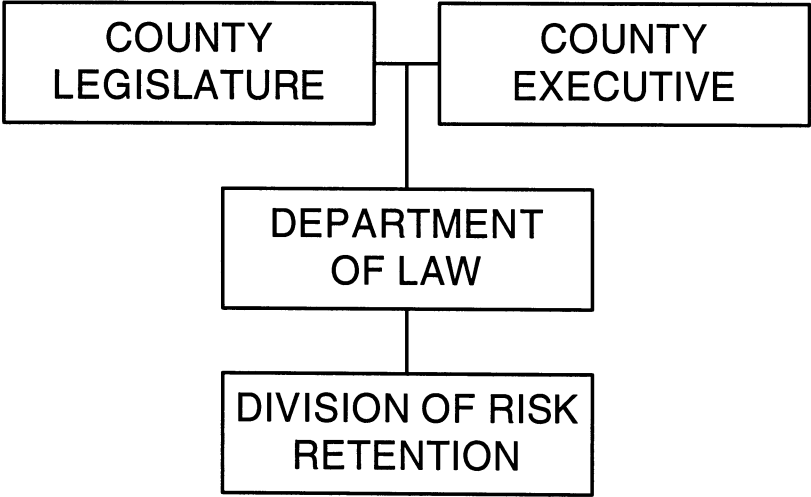 COUNTY
LEGISLATURE
COUNTY
EXECUTIVE
DEPARTMENT
OF LAW
DIVISION OF RISK
RETENTION